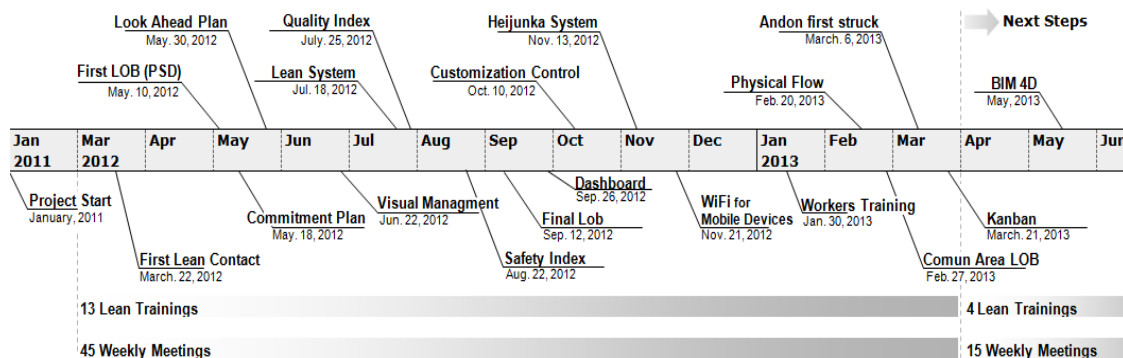 Look Ahead Plan
May. 30, 2012
Quality Index
July. 25, 2012
Heijunka System
Nov. 13, 2012
Andon first struck
March. 6, 2013
Next Steps
First LOB (PSD)
May. 10, 2012
Lean System
Jul. 18, 2012
Customization Control
Oct. 10, 2012
Physical Flow
Feb. 20, 2013
BIM 4D
May, 2013
Jan
2011
Mar
2012
Apr
May
Jun
Jul
Aug
Sep
Oct
Nov
Dec
Jan
2013
Feb
Mar
Apr
May
Jun
Project Start
January, 2011
First Lean Contact
March. 22, 2012
Commitment Plan
May. 18, 2012
Visual Managment
Jun. 22, 2012
Safety Index
Aug. 22, 2012
Final Lob
Sep. 12, 2012
Dashboard
Sep. 26, 2012
WiFi for
Mobile Devices
Nov. 21, 2012
Workers Training
Jan. 30, 2013
Comun Area LOB
Feb. 27, 2013
Kanban
March. 21, 2013
13 Lean Trainings
4 Lean Trainings
45 Weekly Meetings
15 Weekly Meetings